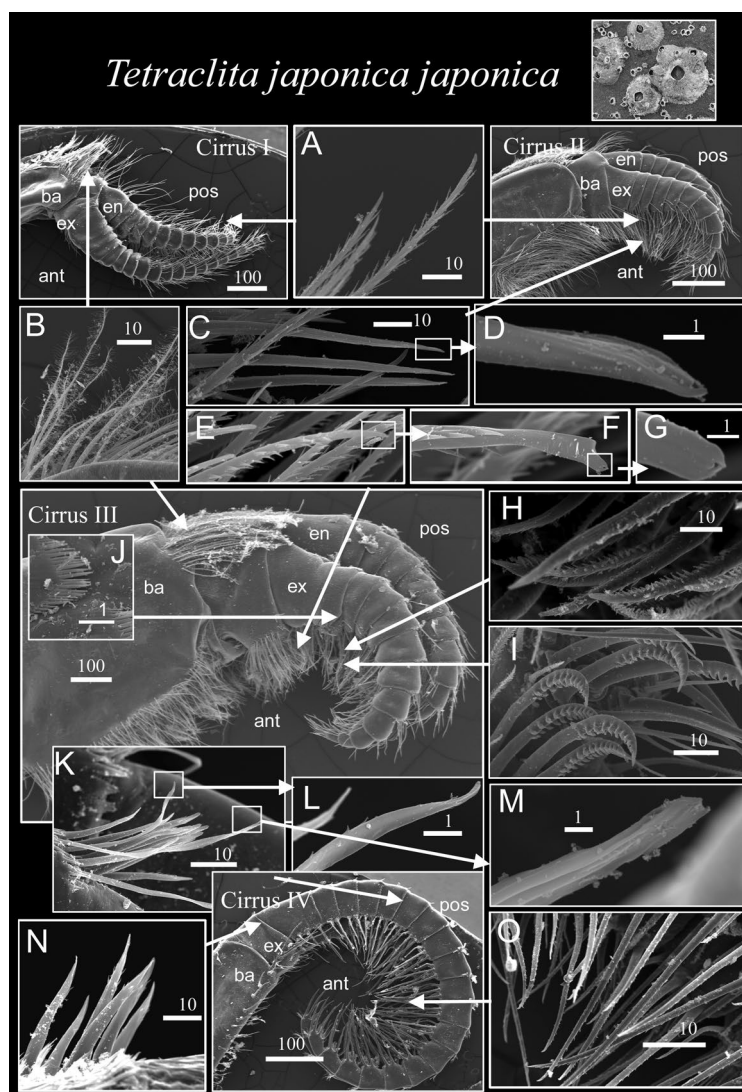 Tetraclita japonica japonica
Cirrus I
pos
en
ba
ex
ant
100
A
10
Cirrus II
pos
en
ba
ex
ant
100
B
10
C
10
D
1
E
F
G
1
Cirrus III
pos
en
J
1
ba
ex
100
ant
H
10
I
10
K
10
L
1
M
1
Cirrus IV
pos
ex
ba
ant
100
N
10
O
10